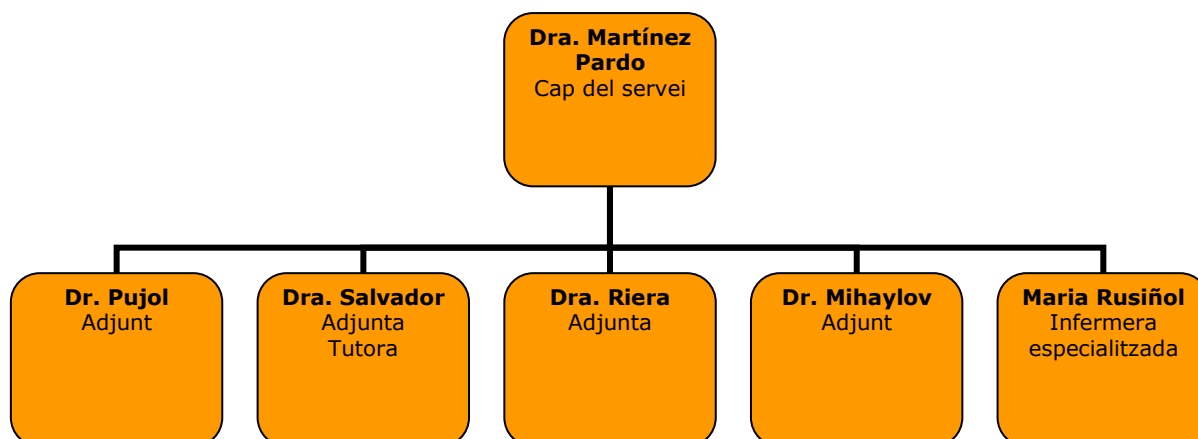 Dra. Martínez
Pardo
Cap del servei
Dr. Pujol
Adjunt
Dra. Salvador
Adjunta
Tutora
Dra. Riera
Adjunta
Dr. Mihaylov
Adjunt
Maria Rusiñol
Infermera
especialitzada